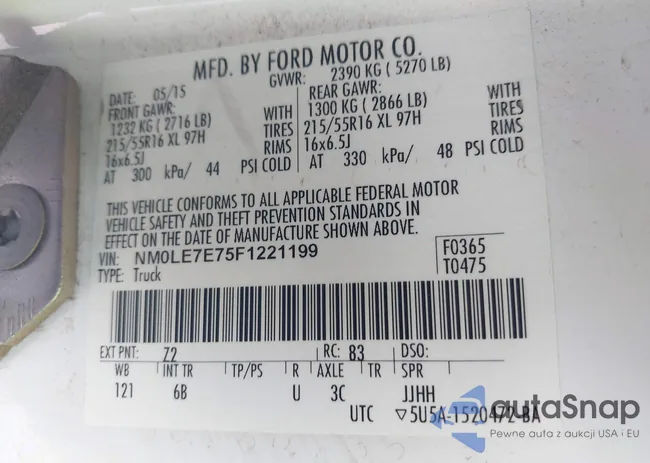 MFD. BY FORD MOTOR CO.
GVWR: 2390 KG ( 5270 LB)
DATE: 05/15
FRONT GAWR: REAR GAWR:
1232 KG ( 2716 LB) WITH 1300 KG ( 2866 LB) WITH
215/55R16 XL 97H TIRES 215/55R16 XL 97H TIRES
16x6.5J RIMS 16x6.5J RIMS
AT 300 kPa/ 44 PSI COLD AT 330 kPa/ 48 PSI COLD
THIS VEHICLE CONFORMS TO ALL APPLICABLE FEDERAL MOTOR
VEHICLE SAFETY AND THEFT PREVENTION STANDARDS IN
EFFECT ON THE DATE OF MANUFACTURE SHOWN ABOVE.
VIN: NM0LE7E75F1221199 F0365
TYPE: Truck T0475
EXT PNT: Z2 RC: 83 DSO:
WB INT TR TP/PS R AXLE TR SPR
121 6B U 3C JJHH
UTC ▽5U5A-1520472-BA
autoSnap
Pewne auta z aukcji USA i EU